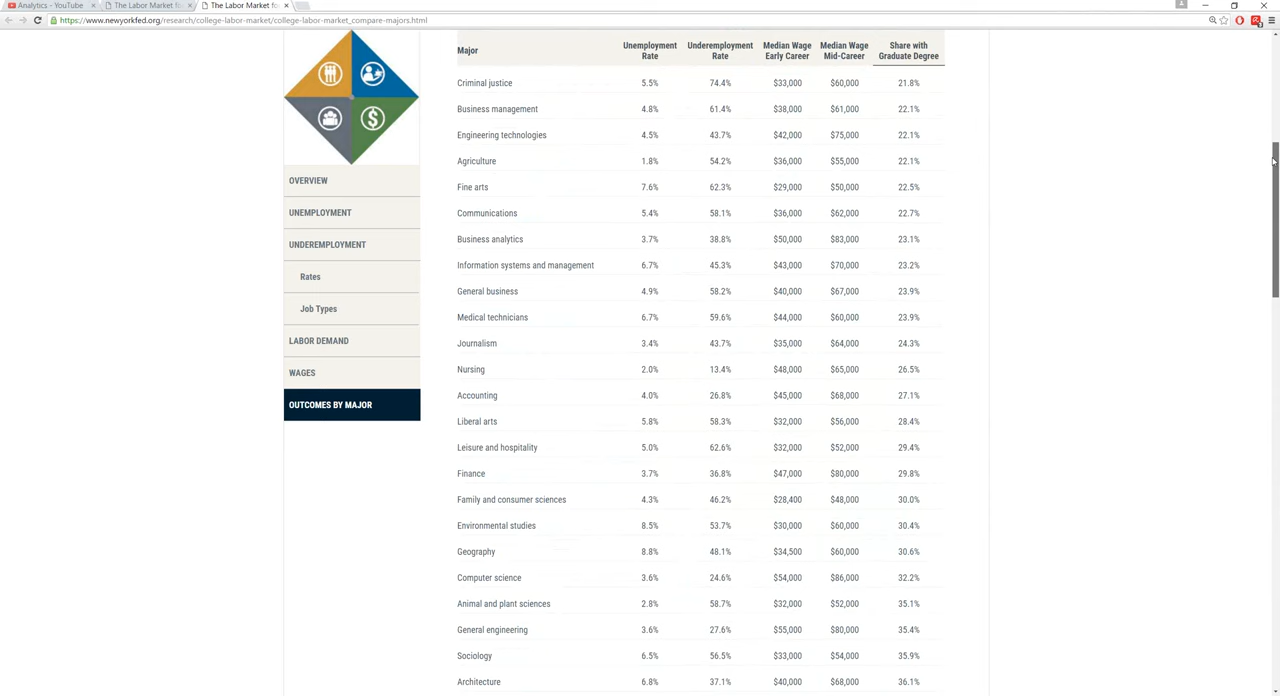 Analytics - YouTube
The Labor Market fo
The Labor Market fo
https://www.newyorkfed.org/research/college-labor-market/college-labor-market_compare-majors.html
OVERVIEW
UNEMPLOYMENT
UNDEREMPLOYMENT
Rates
Job Types
LABOR DEMAND
WAGES
OUTCOMES BY MAJOR
Major Unemployment Rate Underemployment Rate Median Wage Early Career Median Wage Mid-Career Share with Graduate Degree
Criminal justice 5.5% 74.4% $33,000 $60,000 21.8%
Business management 4.8% 61.4% $38,000 $61,000 22.1%
Engineering technologies 4.5% 43.7% $42,000 $75,000 22.1%
Agriculture 1.8% 54.2% $36,000 $55,000 22.1%
Fine arts 7.6% 62.3% $29,000 $50,000 22.5%
Communications 5.4% 58.1% $36,000 $62,000 22.7%
Business analytics 3.7% 38.8% $50,000 $83,000 23.1%
Information systems and management 6.7% 45.3% $43,000 $70,000 23.2%
General business 4.9% 58.2% $40,000 $67,000 23.9%
Medical technicians 6.7% 59.6% $44,000 $60,000 23.9%
Journalism 3.4% 43.7% $35,000 $64,000 24.3%
Nursing 2.0% 13.4% $48,000 $65,000 26.5%
Accounting 4.0% 26.8% $45,000 $68,000 27.1%
Liberal arts 5.8% 58.3% $32,000 $56,000 28.4%
Leisure and hospitality 5.0% 62.6% $32,000 $52,000 29.4%
Finance 3.7% 36.8% $47,000 $80,000 29.8%
Family and consumer sciences 4.3% 46.2% $28,400 $48,000 30.0%
Environmental studies 8.5% 53.7% $30,000 $60,000 30.4%
Geography 8.8% 48.1% $34,500 $60,000 30.6%
Computer science 3.6% 24.6% $54,000 $86,000 32.2%
Animal and plant sciences 2.8% 58.7% $32,000 $52,000 35.1%
General engineering 3.6% 27.6% $55,000 $80,000 35.4%
Sociology 6.5% 56.5% $33,000 $54,000 35.9%
Architecture 6.8% 37.1% $40,000 $68,000 36.1%